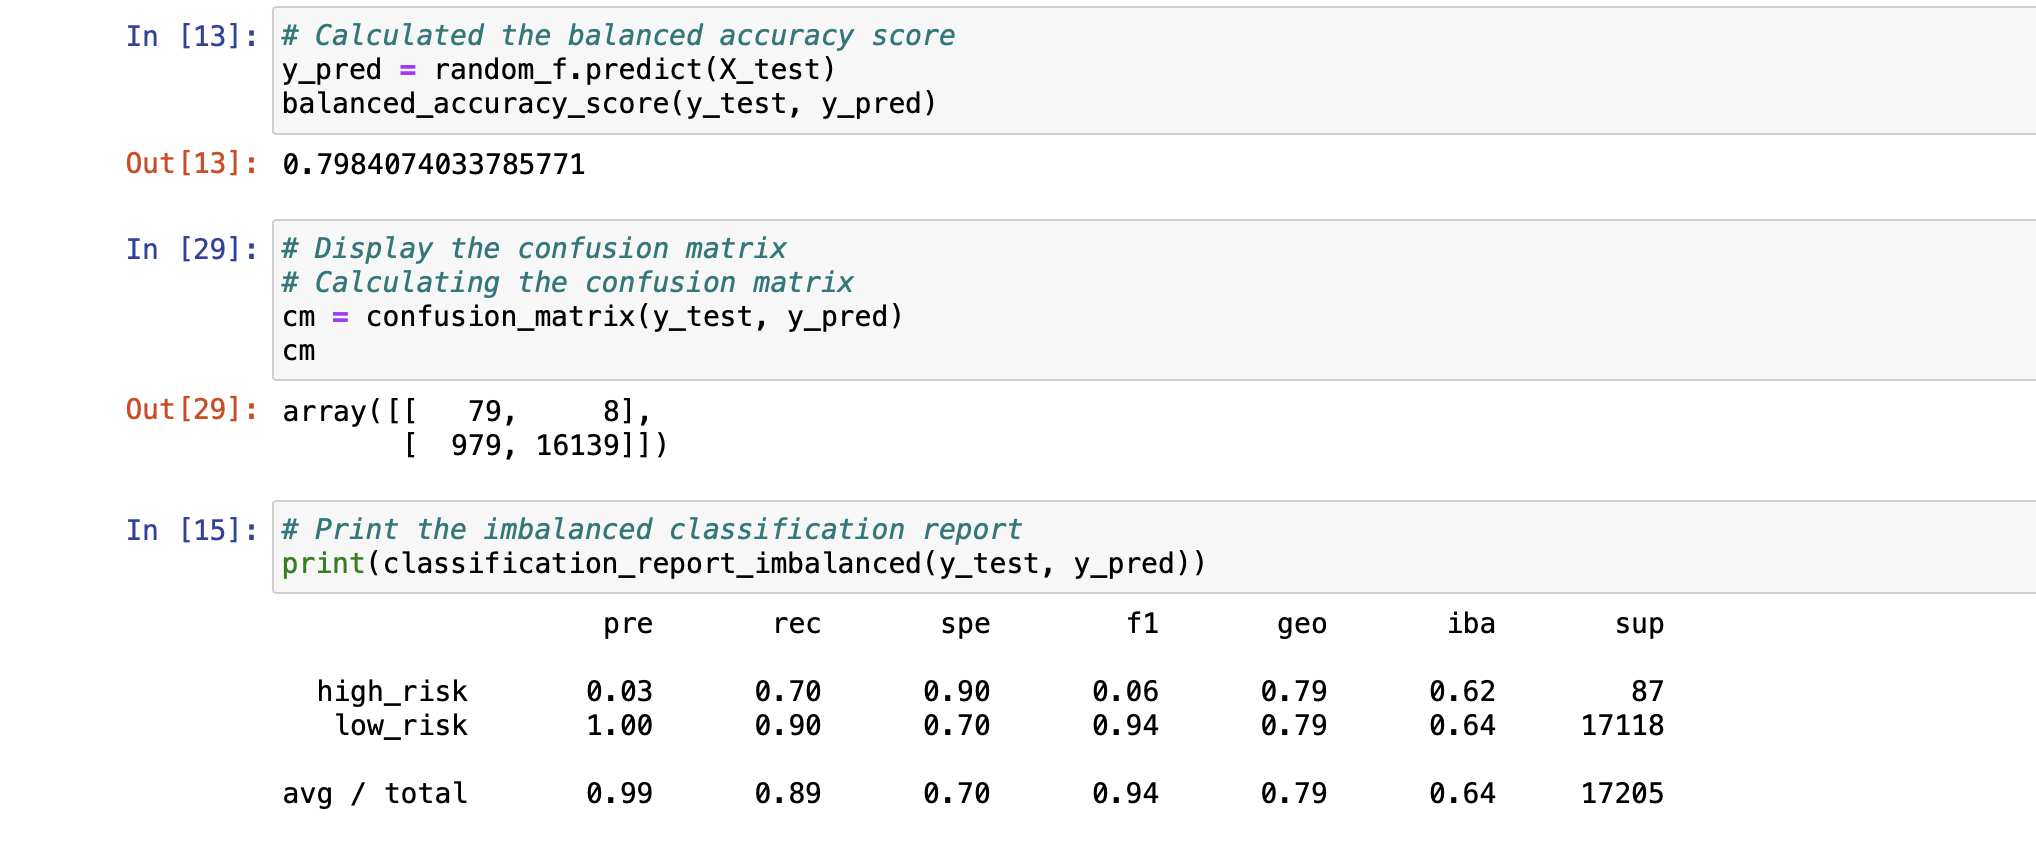 In [13]: # Calculated the balanced accuracy score
y_pred = random_f.predict(X_test)
balanced_accuracy_score(y_test, y_pred)
Out[13]: 0.7984074033785771
In [29]: # Display the confusion matrix
# Calculating the confusion matrix
cm = confusion_matrix(y_test, y_pred)
cm
Out[29]: array([[   79,     8],
       [  979, 16139]])
In [15]: # Print the imbalanced classification report
print(classification_report_imbalanced(y_test, y_pred))
pre       rec       spe        f1       geo       iba       sup
high_risk       0.03      0.70      0.90      0.06      0.79      0.62        87
low_risk       1.00      0.90      0.70      0.94      0.79      0.64     17118
avg / total       0.99      0.89      0.70      0.94      0.79      0.64     17205